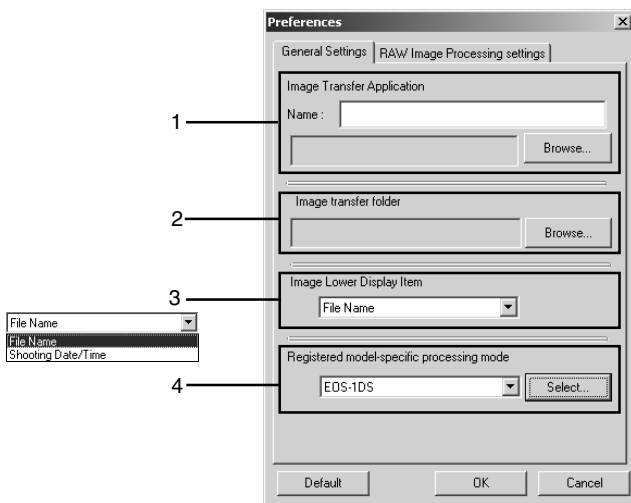 Preferences
General Settings
RAW Image Processing settings
1
Image Transfer Application
Name :
Browse...
2
Image transfer folder
Browse...
3
Image Lower Display Item
File Name
File Name
File Name
Shooting Date/Time
4
Registered model-specific processing mode
EOS-1DS
Select...
Default
OK
Cancel